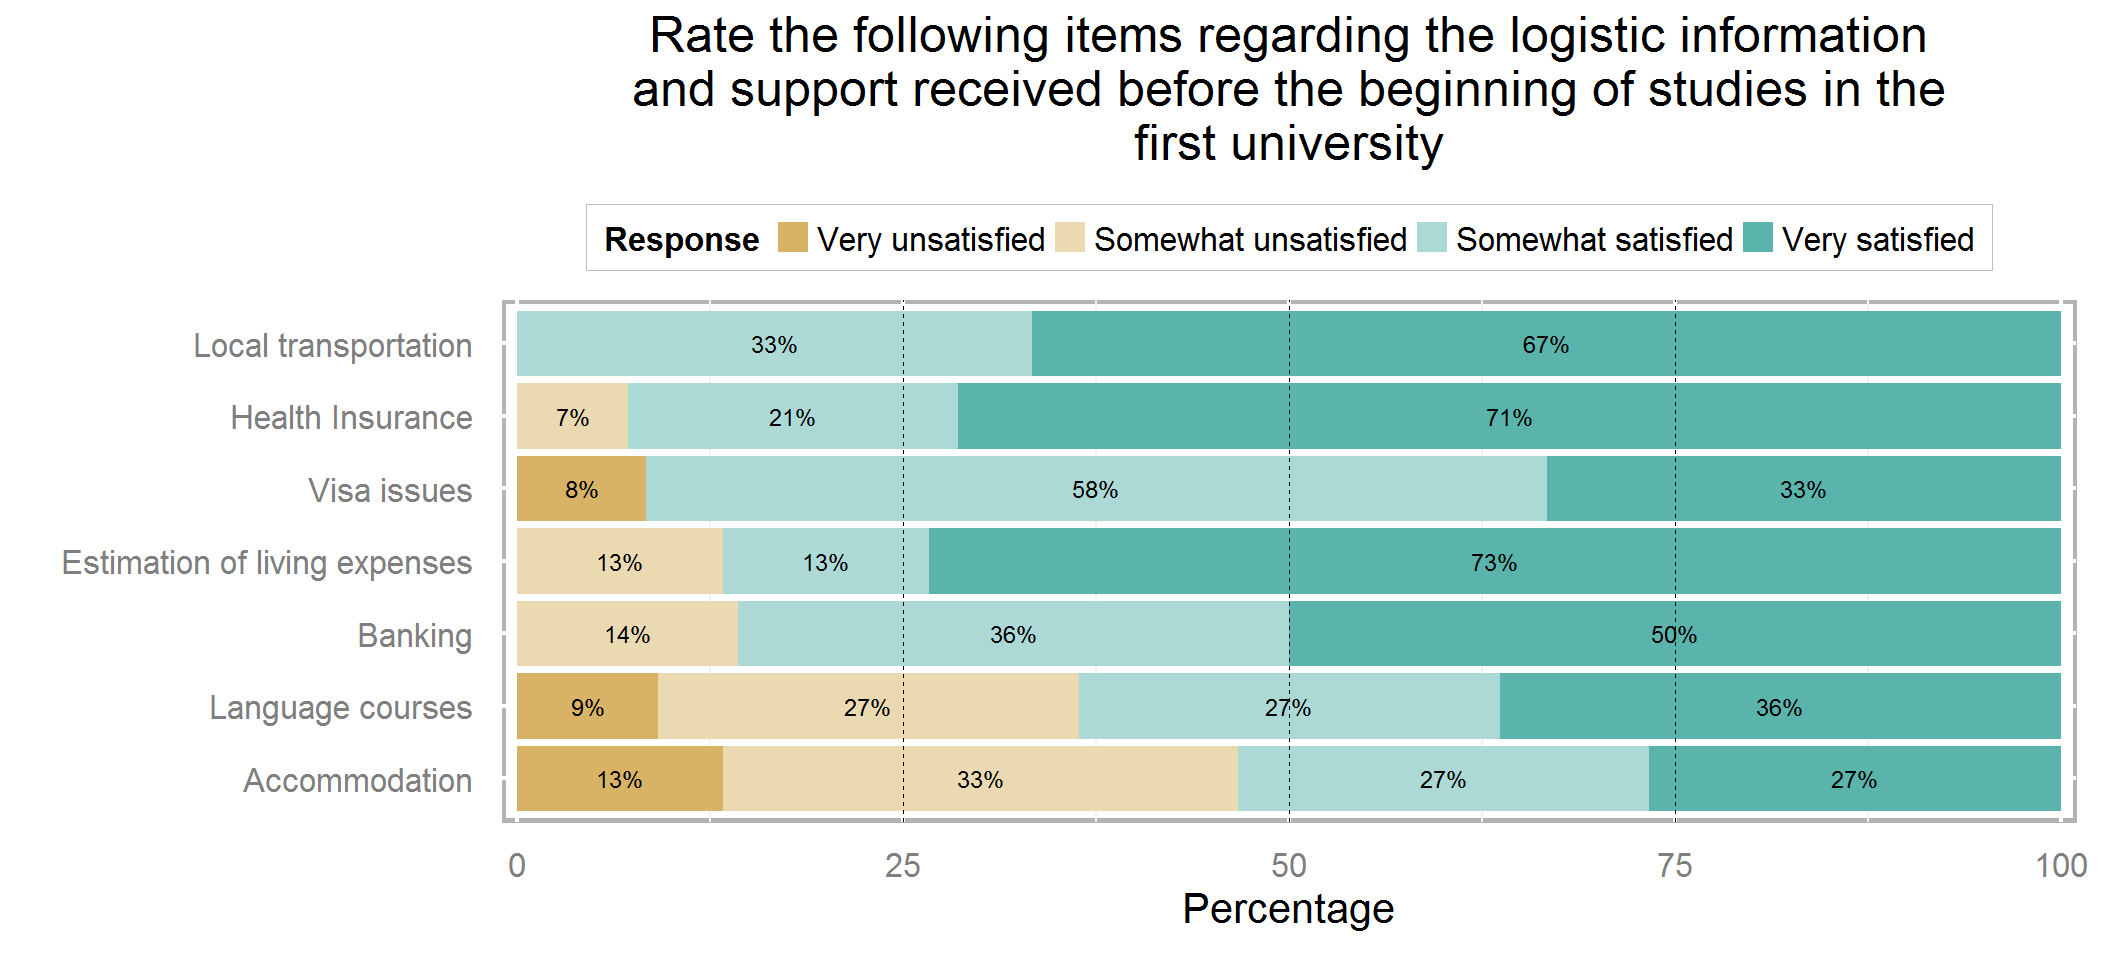 Rate the following items regarding the logistic information
and support received before the beginning of studies in the
first university
Response Very unsatisfied Somewhat unsatisfied Somewhat satisfied Very satisfied
Local transportation 33% 67%
Health Insurance 7% 21% 71%
Visa issues 8% 58% 33%
Estimation of living expenses 13% 13% 73%
Banking 14% 36% 50%
Language courses 9% 27% 27% 36%
Accommodation 13% 33% 27% 27%
0 25 50 75 100
Percentage